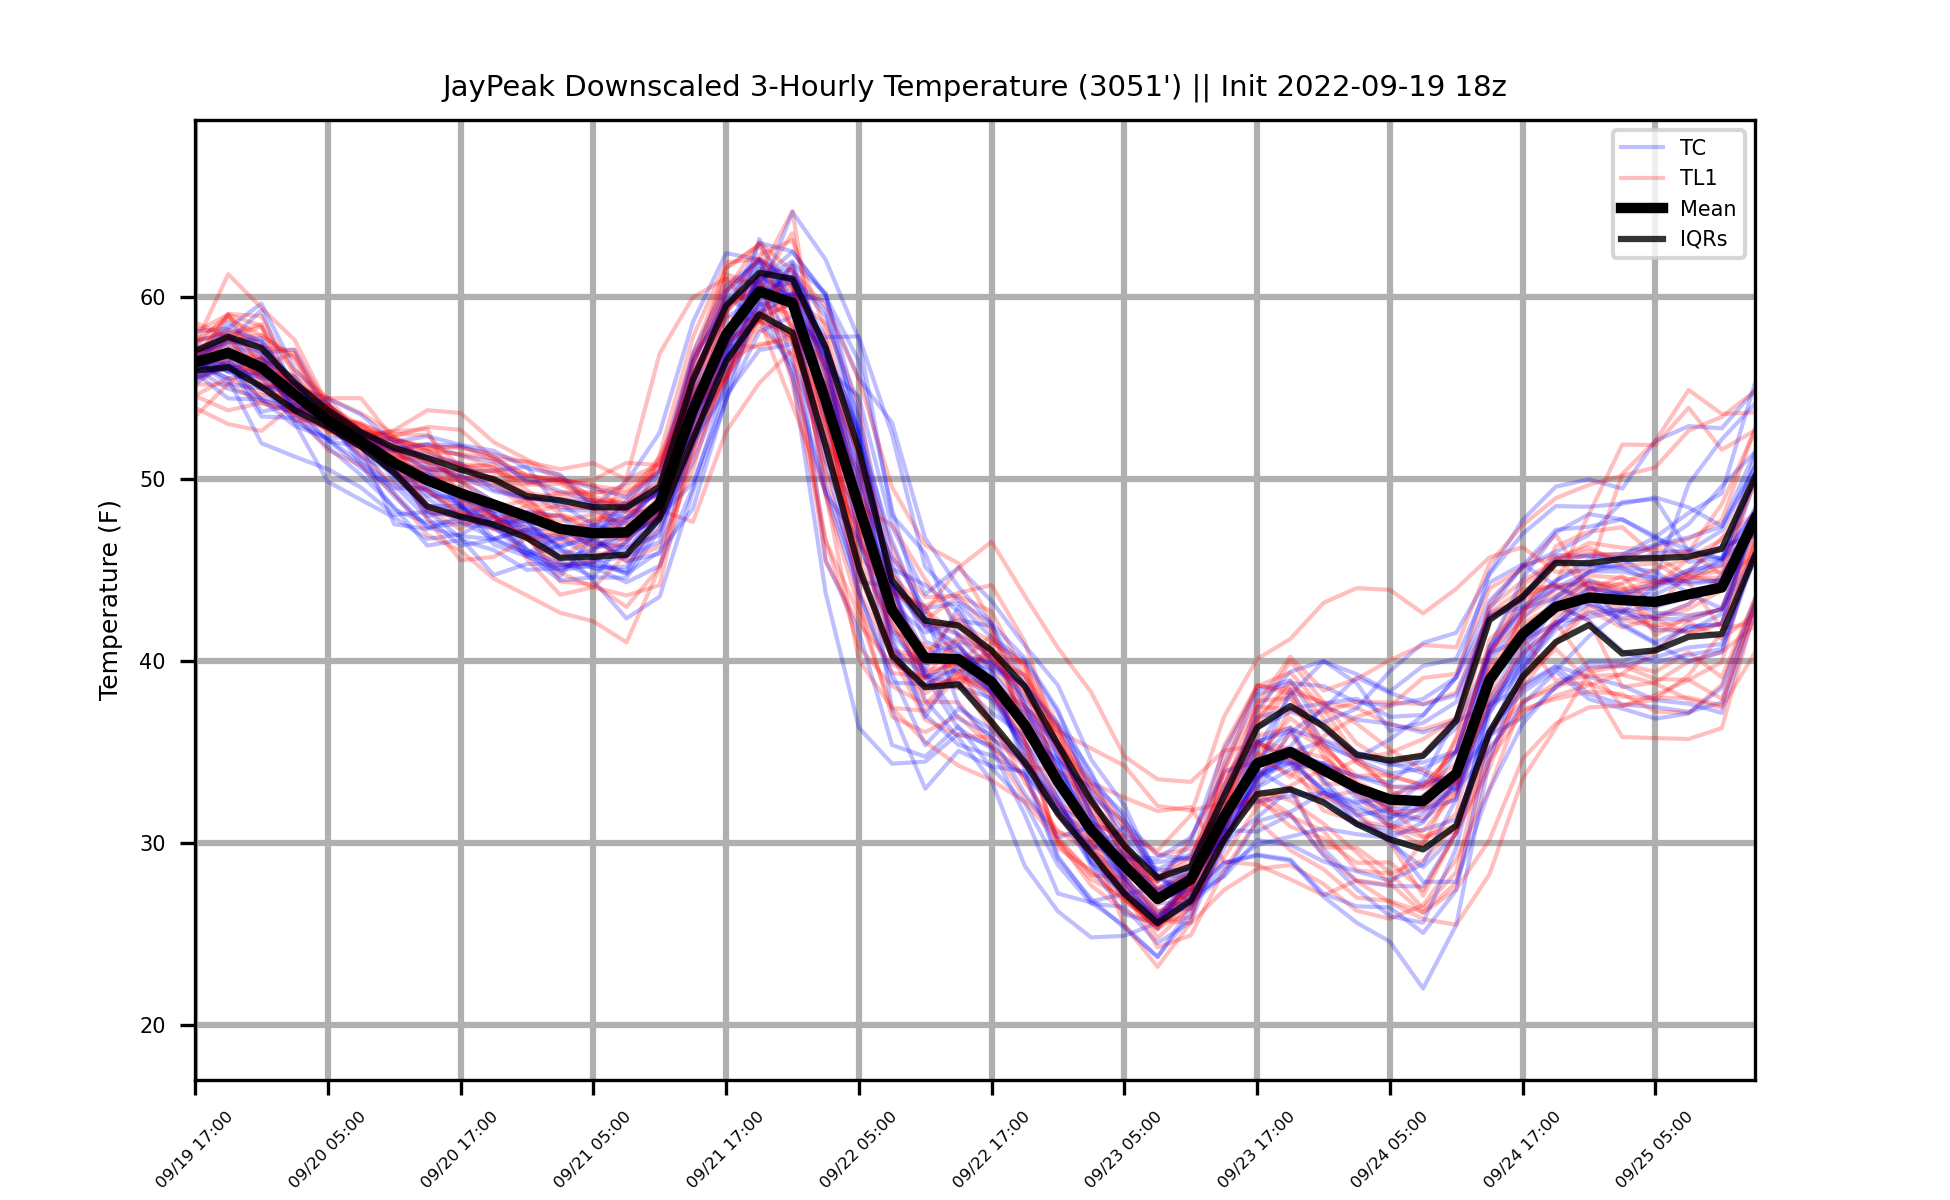 JayPeak Downscaled 3-Hourly Temperature (3051') || Init 2022-09-19 18z
TC
TL1
Mean
IQRs
Temperature (F)
60
50
40
30
20
09/19 17:00
09/20 05:00
09/20 17:00
09/21 05:00
09/21 17:00
09/22 05:00
09/22 17:00
09/23 05:00
09/23 17:00
09/24 05:00
09/24 17:00
09/25 05:00